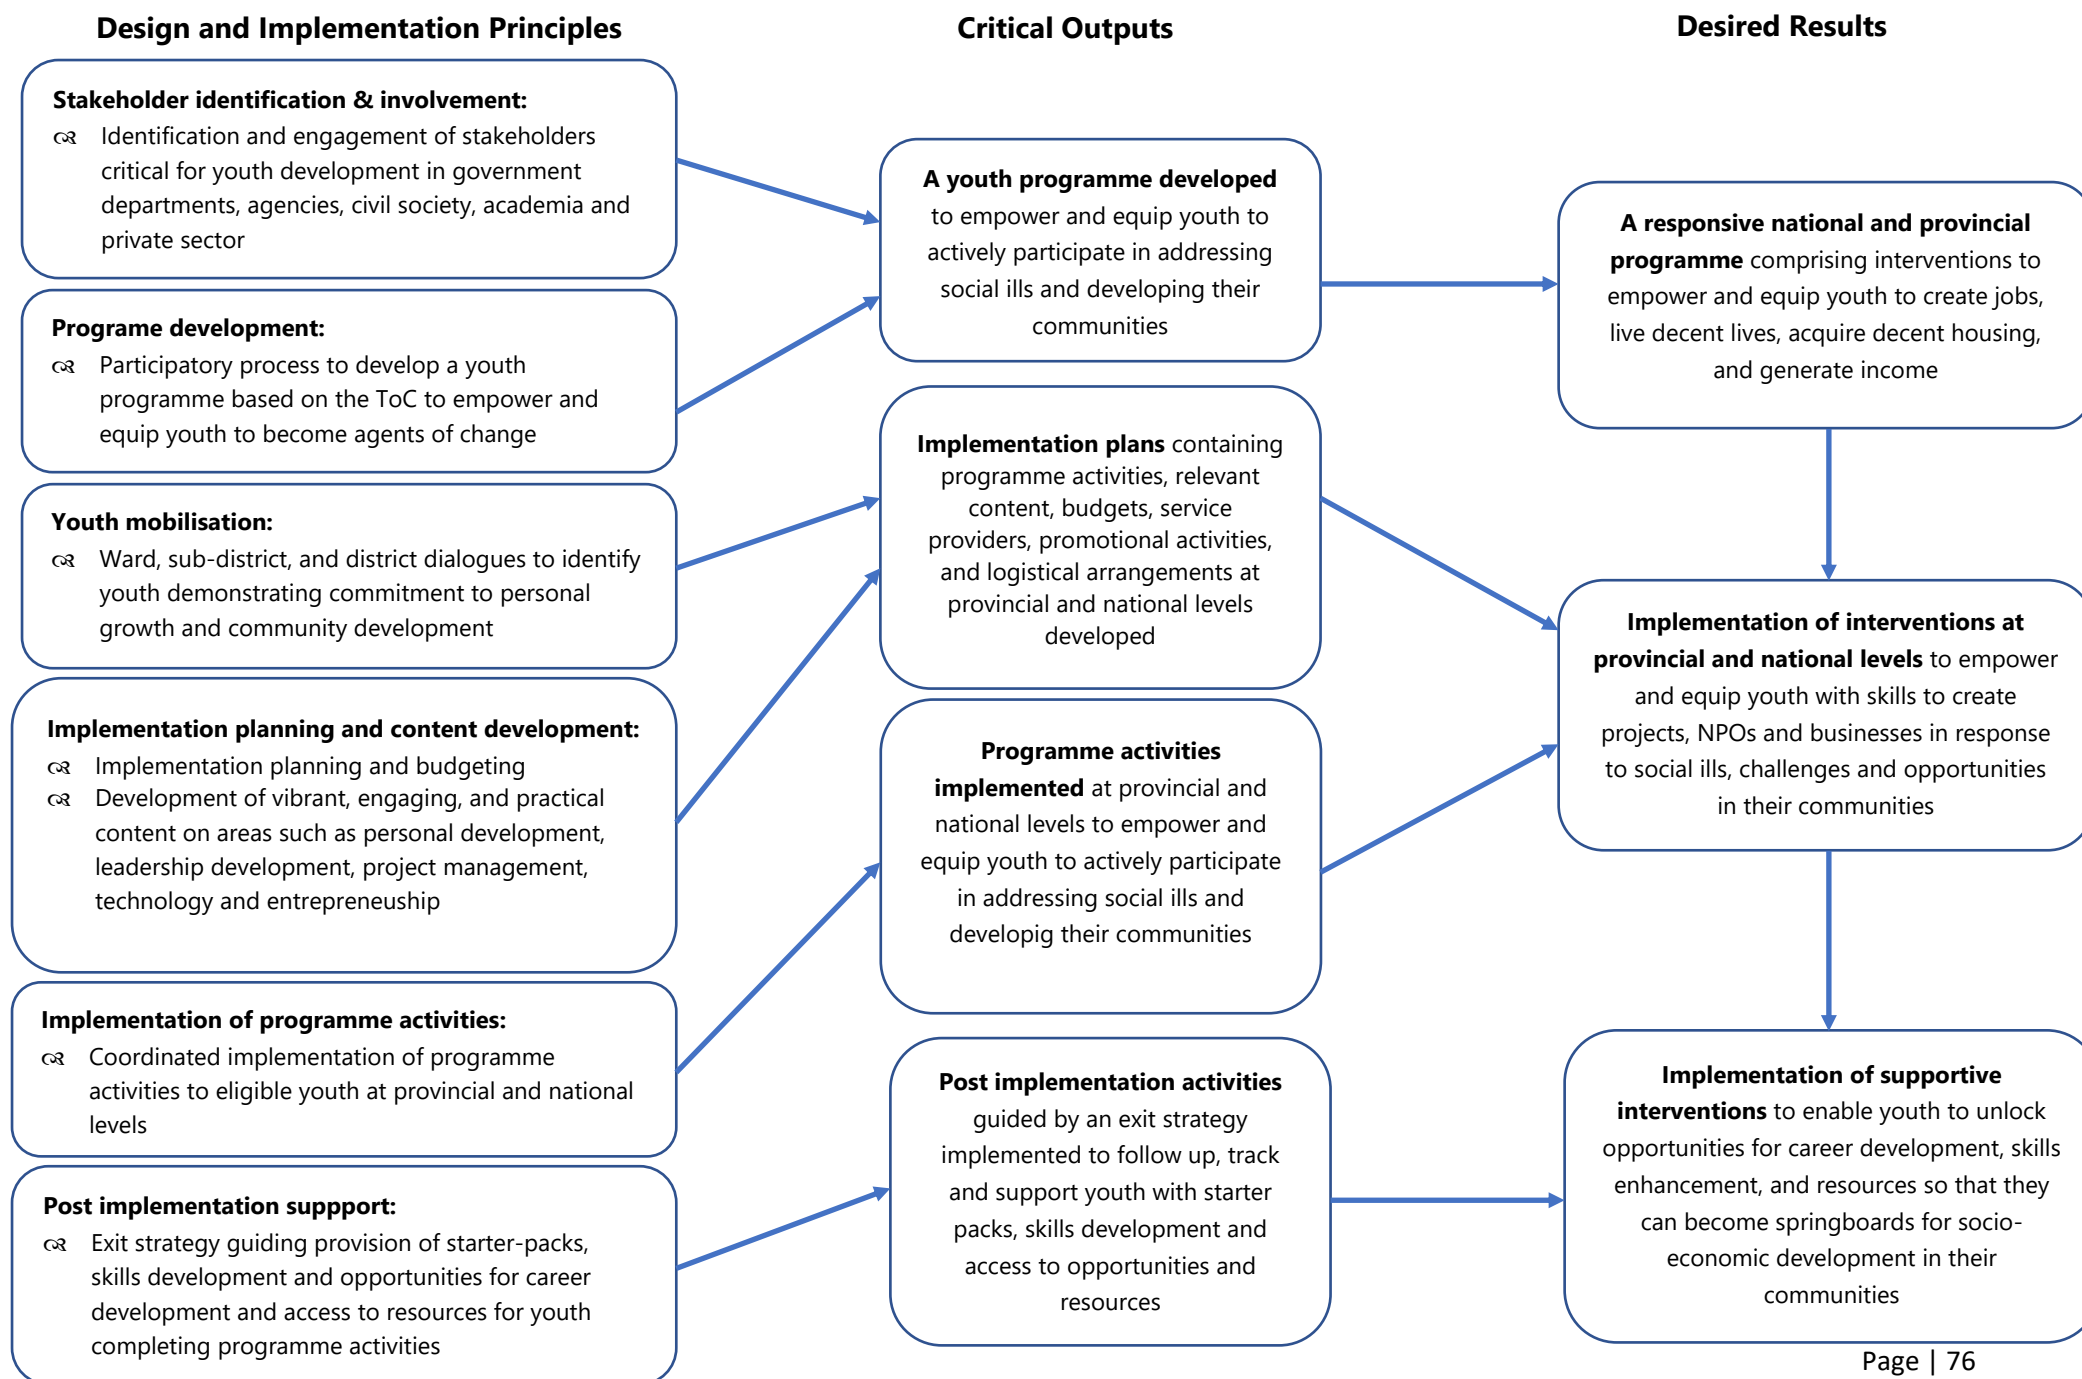 Design and Implementation Principles
Stakeholder identification & involvement:
Identification and engagement of stakeholders
critical for youth development in government
departments, agencies, civil society, academia and
private sector
Programe development:
Participatory process to develop a youth
programme based on the ToC to empower and
equip youth to become agents of change
Youth mobilisation:
Ward, sub-district, and district dialogues to identify
youth demonstrating commitment to personal
growth and community development
Implementation planning and content development:
Implementation planning and budgeting
Development of vibrant, engaging, and practical
content on areas such as personal development,
leadership development, project management,
technology and entrepreneuship
Implementation of programme activities:
Coordinated implementation of programme
activities to eligible youth at provincial and national
levels
Post implementation suppport:
Exit strategy guiding provision of starter-packs,
skills development and opportunities for career
development and access to resources for youth
completing programme activities
Critical Outputs
A youth programme developed
to empower and equip youth to
actively participate in addressing
social ills and developing their
communities
Implementation plans containing
programme activities, relevant
content, budgets, service
providers, promotional activities,
and logistical arrangements at
provincial and national levels
developed
Programme activities
implemented at provincial and
national levels to empower and
equip youth to actively participate
in addressing social ills and
developig their communities
Post implementation activities
guided by an exit strategy
implemented to follow up, track
and support youth with starter
packs, skills development and
access to opportunities and
resources
Desired Results
A responsive national and provincial
programme comprising interventions to
empower and equip youth to create jobs,
live decent lives, acquire decent housing,
and generate income
Implementation of interventions at
provincial and national levels to empower
and equip youth with skills to create
projects, NPOs and businesses in response
to social ills, challenges and opportunities
in their communities
Implementation of supportive
interventions to enable youth to unlock
opportunities for career development, skills
enhancement, and resources so that they
can become springboards for socio-
economic development in their
communities
Page | 76